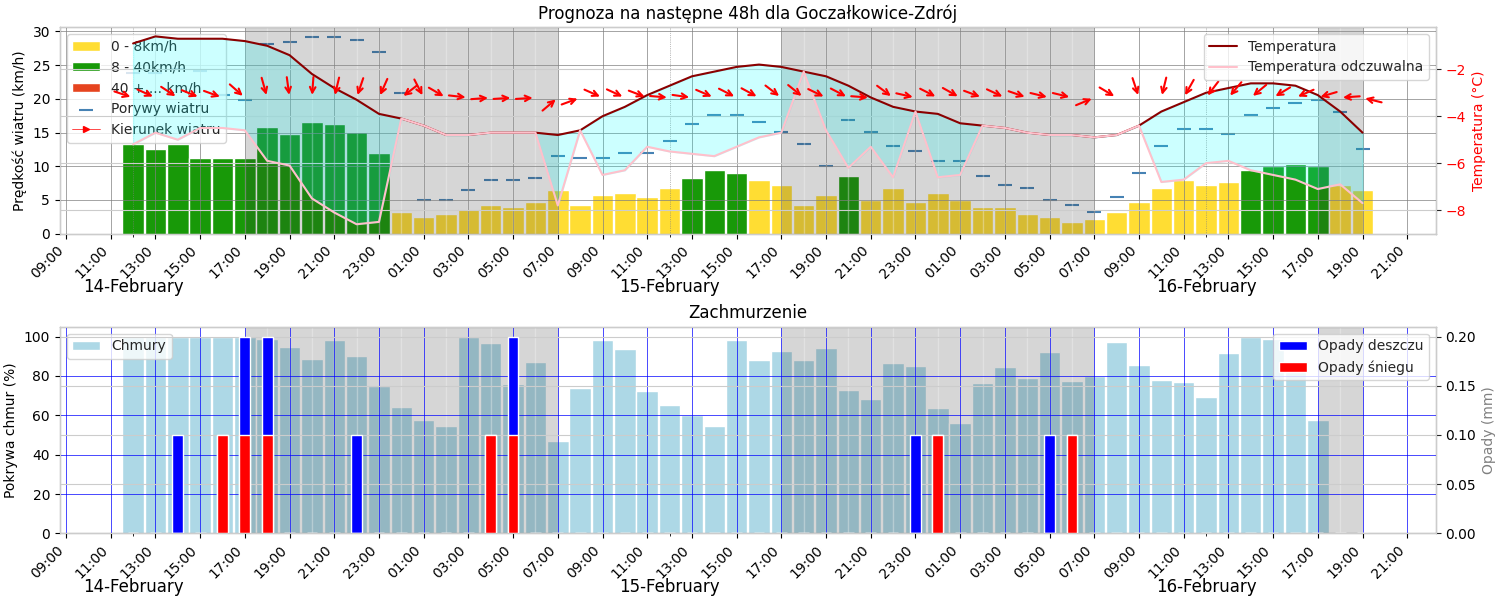 Prognoza na następne 48h dla Goczałkowice-Zdrój
Prędkość wiatru (km/h)
30
25
20
15
10
5
0
0 - 8km/h
8 - 40km/h
40 + ... km/h
Porywy wiatru
Kierunek wiatru
Temperatura
Temperatura odczuwalna
−2
−4
−6
−8
Temperatura (°C)
09:00 11:00 13:00 15:00 17:00 19:00 21:00 23:00 01:00 03:00 05:00 07:00 09:00 11:00 13:00 15:00 17:00 19:00 21:00 23:00 01:00 03:00 05:00 07:00 09:00 11:00 13:00 15:00 17:00 19:00 21:00
14-February 15-February 16-February
Zachmurzenie
Pokrywa chmur (%)
100
80
60
40
20
0
Chmury
Opady deszczu
Opady śniegu
0.20
0.15
0.10
0.05
0.00
Opady (mm)
09:00 11:00 13:00 15:00 17:00 19:00 21:00 23:00 01:00 03:00 05:00 07:00 09:00 11:00 13:00 15:00 17:00 19:00 21:00 23:00 01:00 03:00 05:00 07:00 09:00 11:00 13:00 15:00 17:00 19:00 21:00
14-February 15-February 16-February